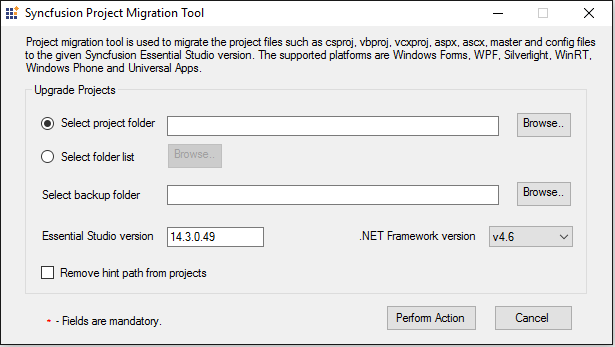 Syncfusion Project Migration Tool
Project migration tool is used to migrate the project files such as csproj, vbproj, vcxproj, aspx, ascx, master and config files
to the given Syncfusion Essential Studio version. The supported platforms are Windows Forms, WPF, Silverlight, WinRT,
Windows Phone and Universal Apps.
Upgrade Projects
Select project folder Browse..
Select folder list Browse..
Select backup folder Browse..
Essential Studio version 14.3.0.49 .NET Framework version v4.6
Remove hint path from projects
* - Fields are mandatory. Perform Action Cancel